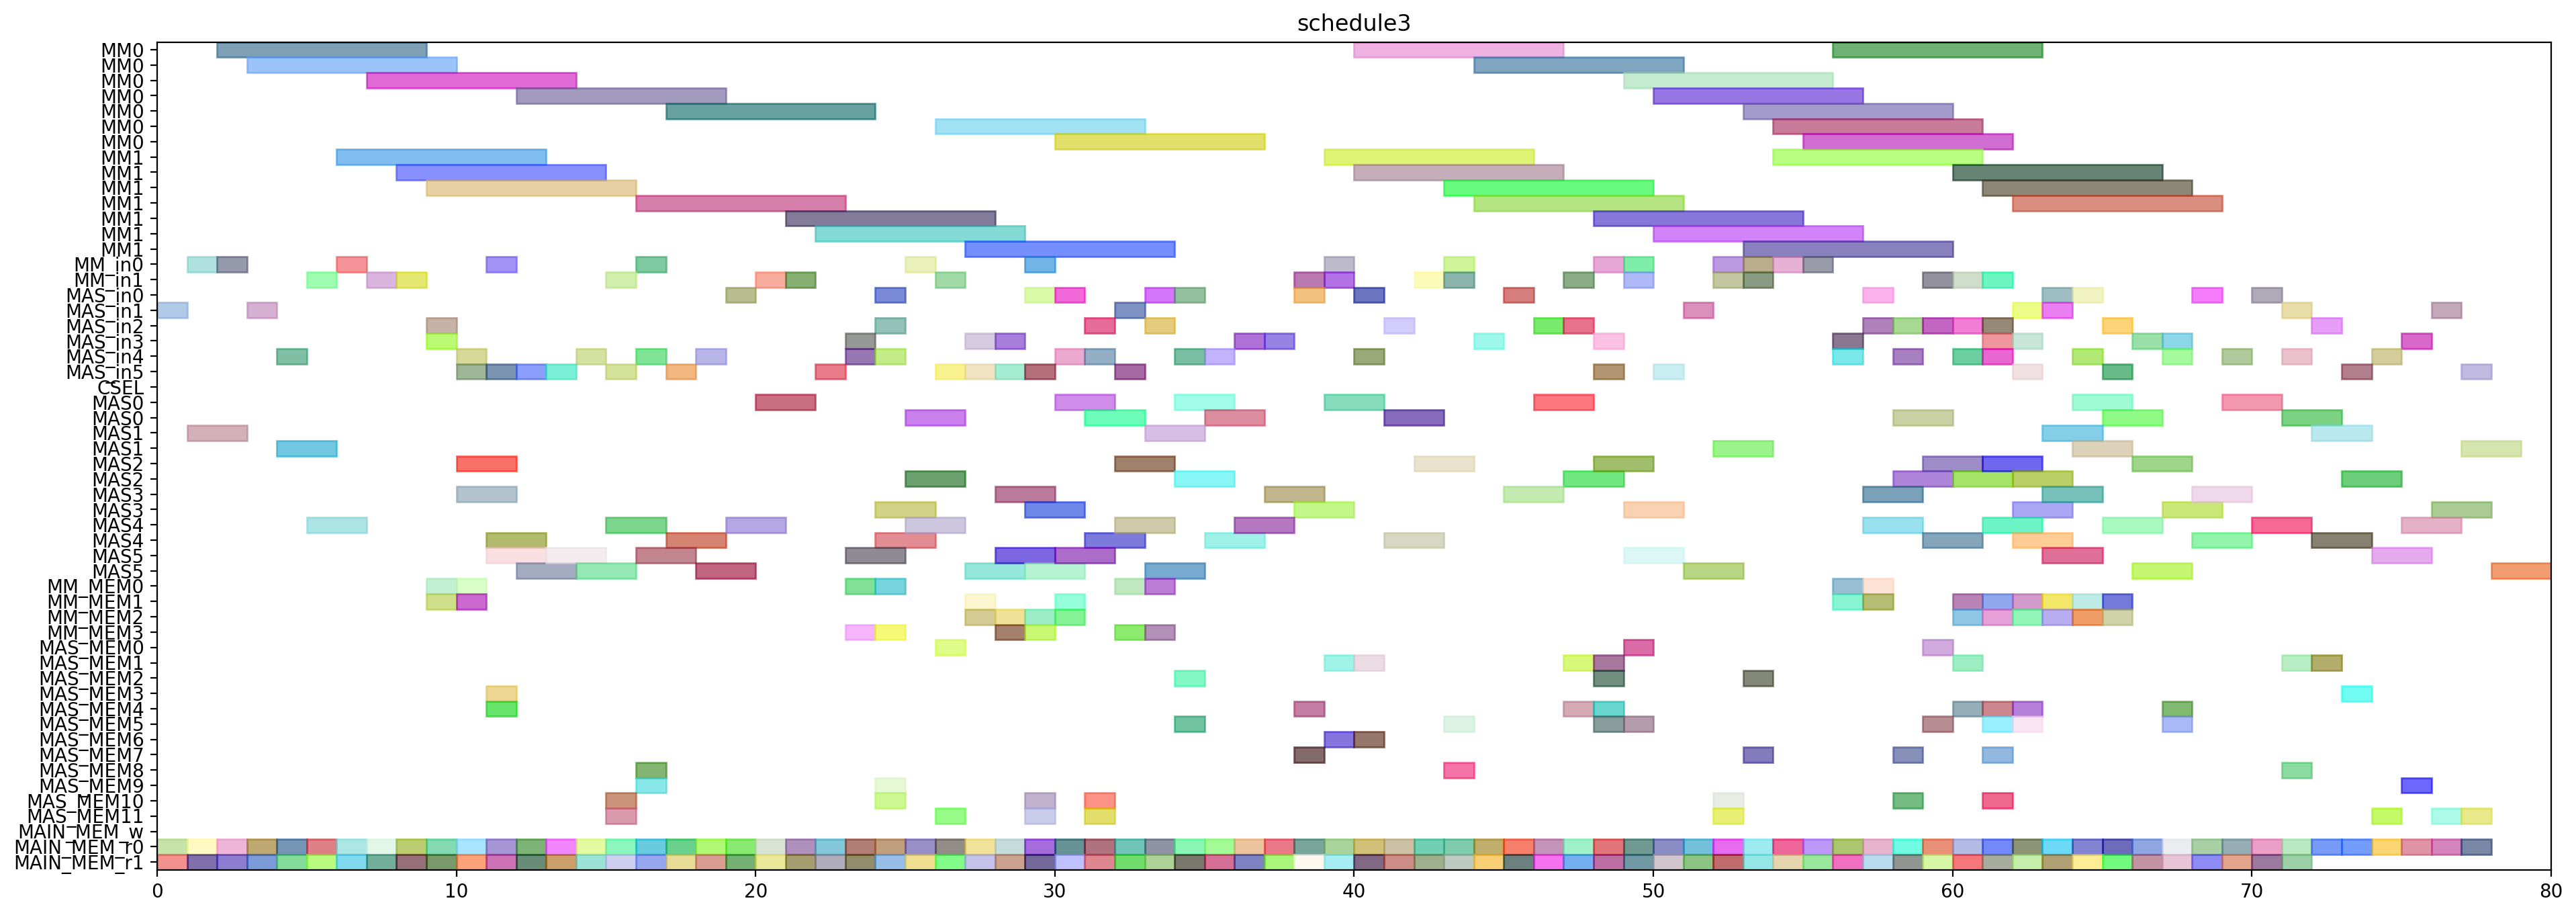 schedule3
MM0
MM0
MM0
MM0
MM0
MM0
MM0
MM1
MM1
MM1
MM1
MM1
MM1
MM1
MM_in0
MM_in1
MAS_in0
MAS_in1
MAS_in2
MAS_in3
MAS_in4
MAS_in5
CSEL
MAS0
MAS0
MAS1
MAS1
MAS2
MAS2
MAS3
MAS3
MAS4
MAS4
MAS5
MAS5
MM_MEM0
MM_MEM1
MM_MEM2
MM_MEM3
MAS_MEM0
MAS_MEM1
MAS_MEM2
MAS_MEM3
MAS_MEM4
MAS_MEM5
MAS_MEM6
MAS_MEM7
MAS_MEM8
MAS_MEM9
MAS_MEM10
MAS_MEM11
MAIN_MEM_w
MAIN_MEM_r0
MAIN_MEM_r1
0 10 20 30 40 50 60 70 80